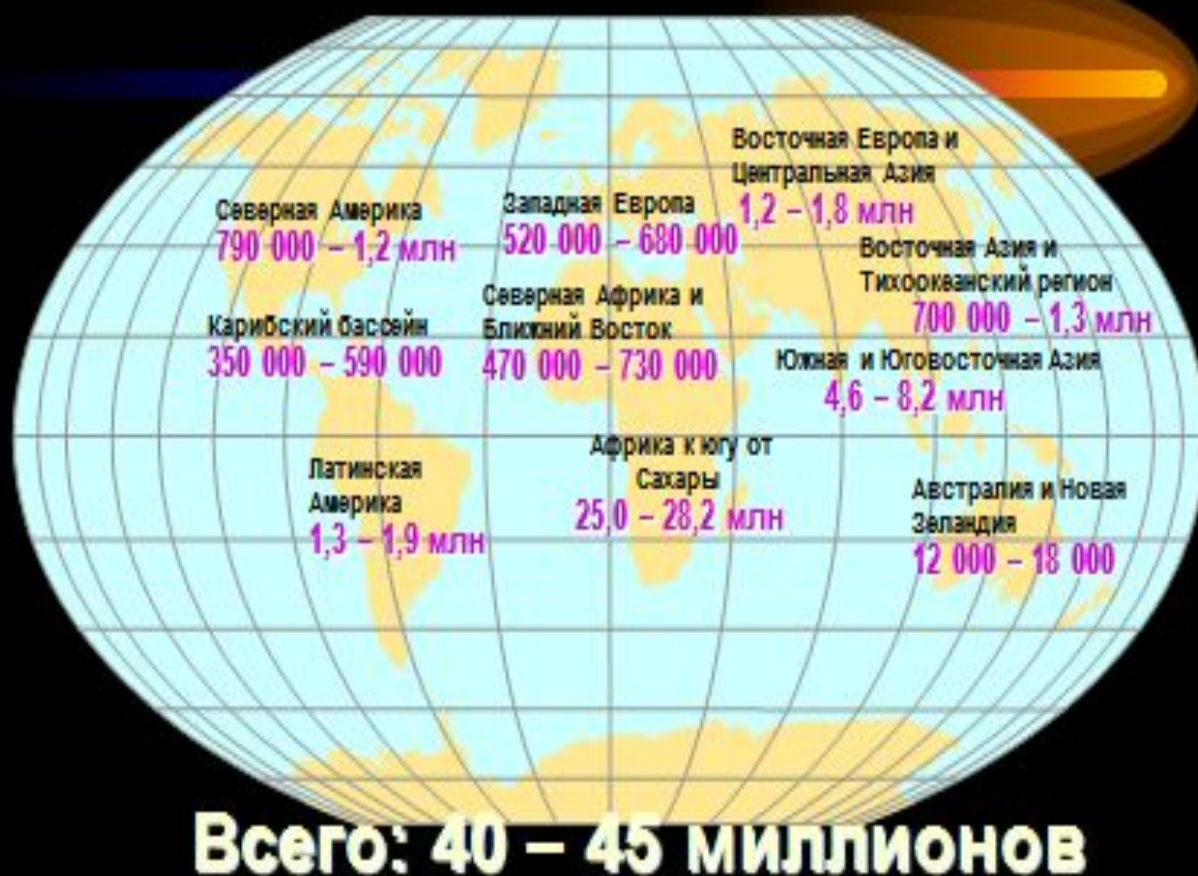 Восточная Европа и
Центральная Азия
1,2 – 1,8 млн
Северная Америка
790 000 – 1,2 млн
Западная Европа
520 000 – 680 000
Восточная Азия и
Тихоокеанский регион
700 000 – 1,3 млн
Карибский бассейн
350 000 – 590 000
Северная Африка и
Ближний Восток
470 000 – 730 000
Южная и Юговосточная Азия
4,6 – 8,2 млн
Латинская
Америка
1,3 – 1,9 млн
Африка к югу от
Сахары
25,0 – 28,2 млн
Австралия и Новая
Зеландия
12 000 – 18 000
Всего: 40 – 45 миллионов